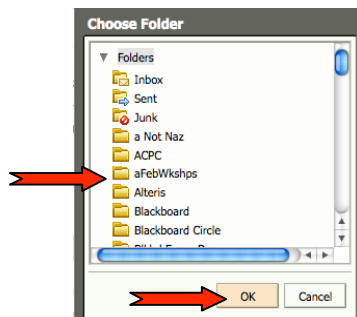 Choose Folder
Folders
Inbox
Sent
Junk
a Not Naz
ACPC
aFebWkshps
Alteris
Blackboard
Blackboard Circle
OK Cancel